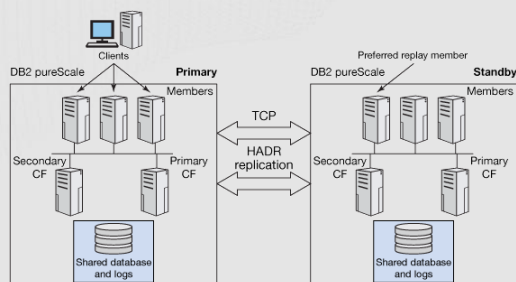 Clients
DB2 pureScale
Primary
Members
Secondary
CF
Primary
CF
Shared database
and logs
TCP
HADR
replication
Preferred replay member
DB2 pureScale
Standby
Members
Secondary
CF
Primary
CF
Shared database
and logs